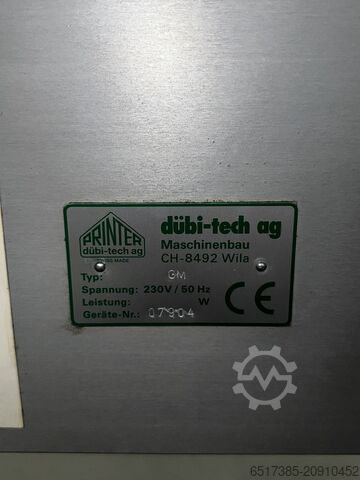 PRINTER
dübi-tech ag
SWISS MADE
dübi-tech ag
Maschinenbau
CH-8492 Wila
Typ: GM
Spannung: 230V / 50 Hz
Leistung: W
Geräte-Nr.: 07904
CE
6517385-20910452